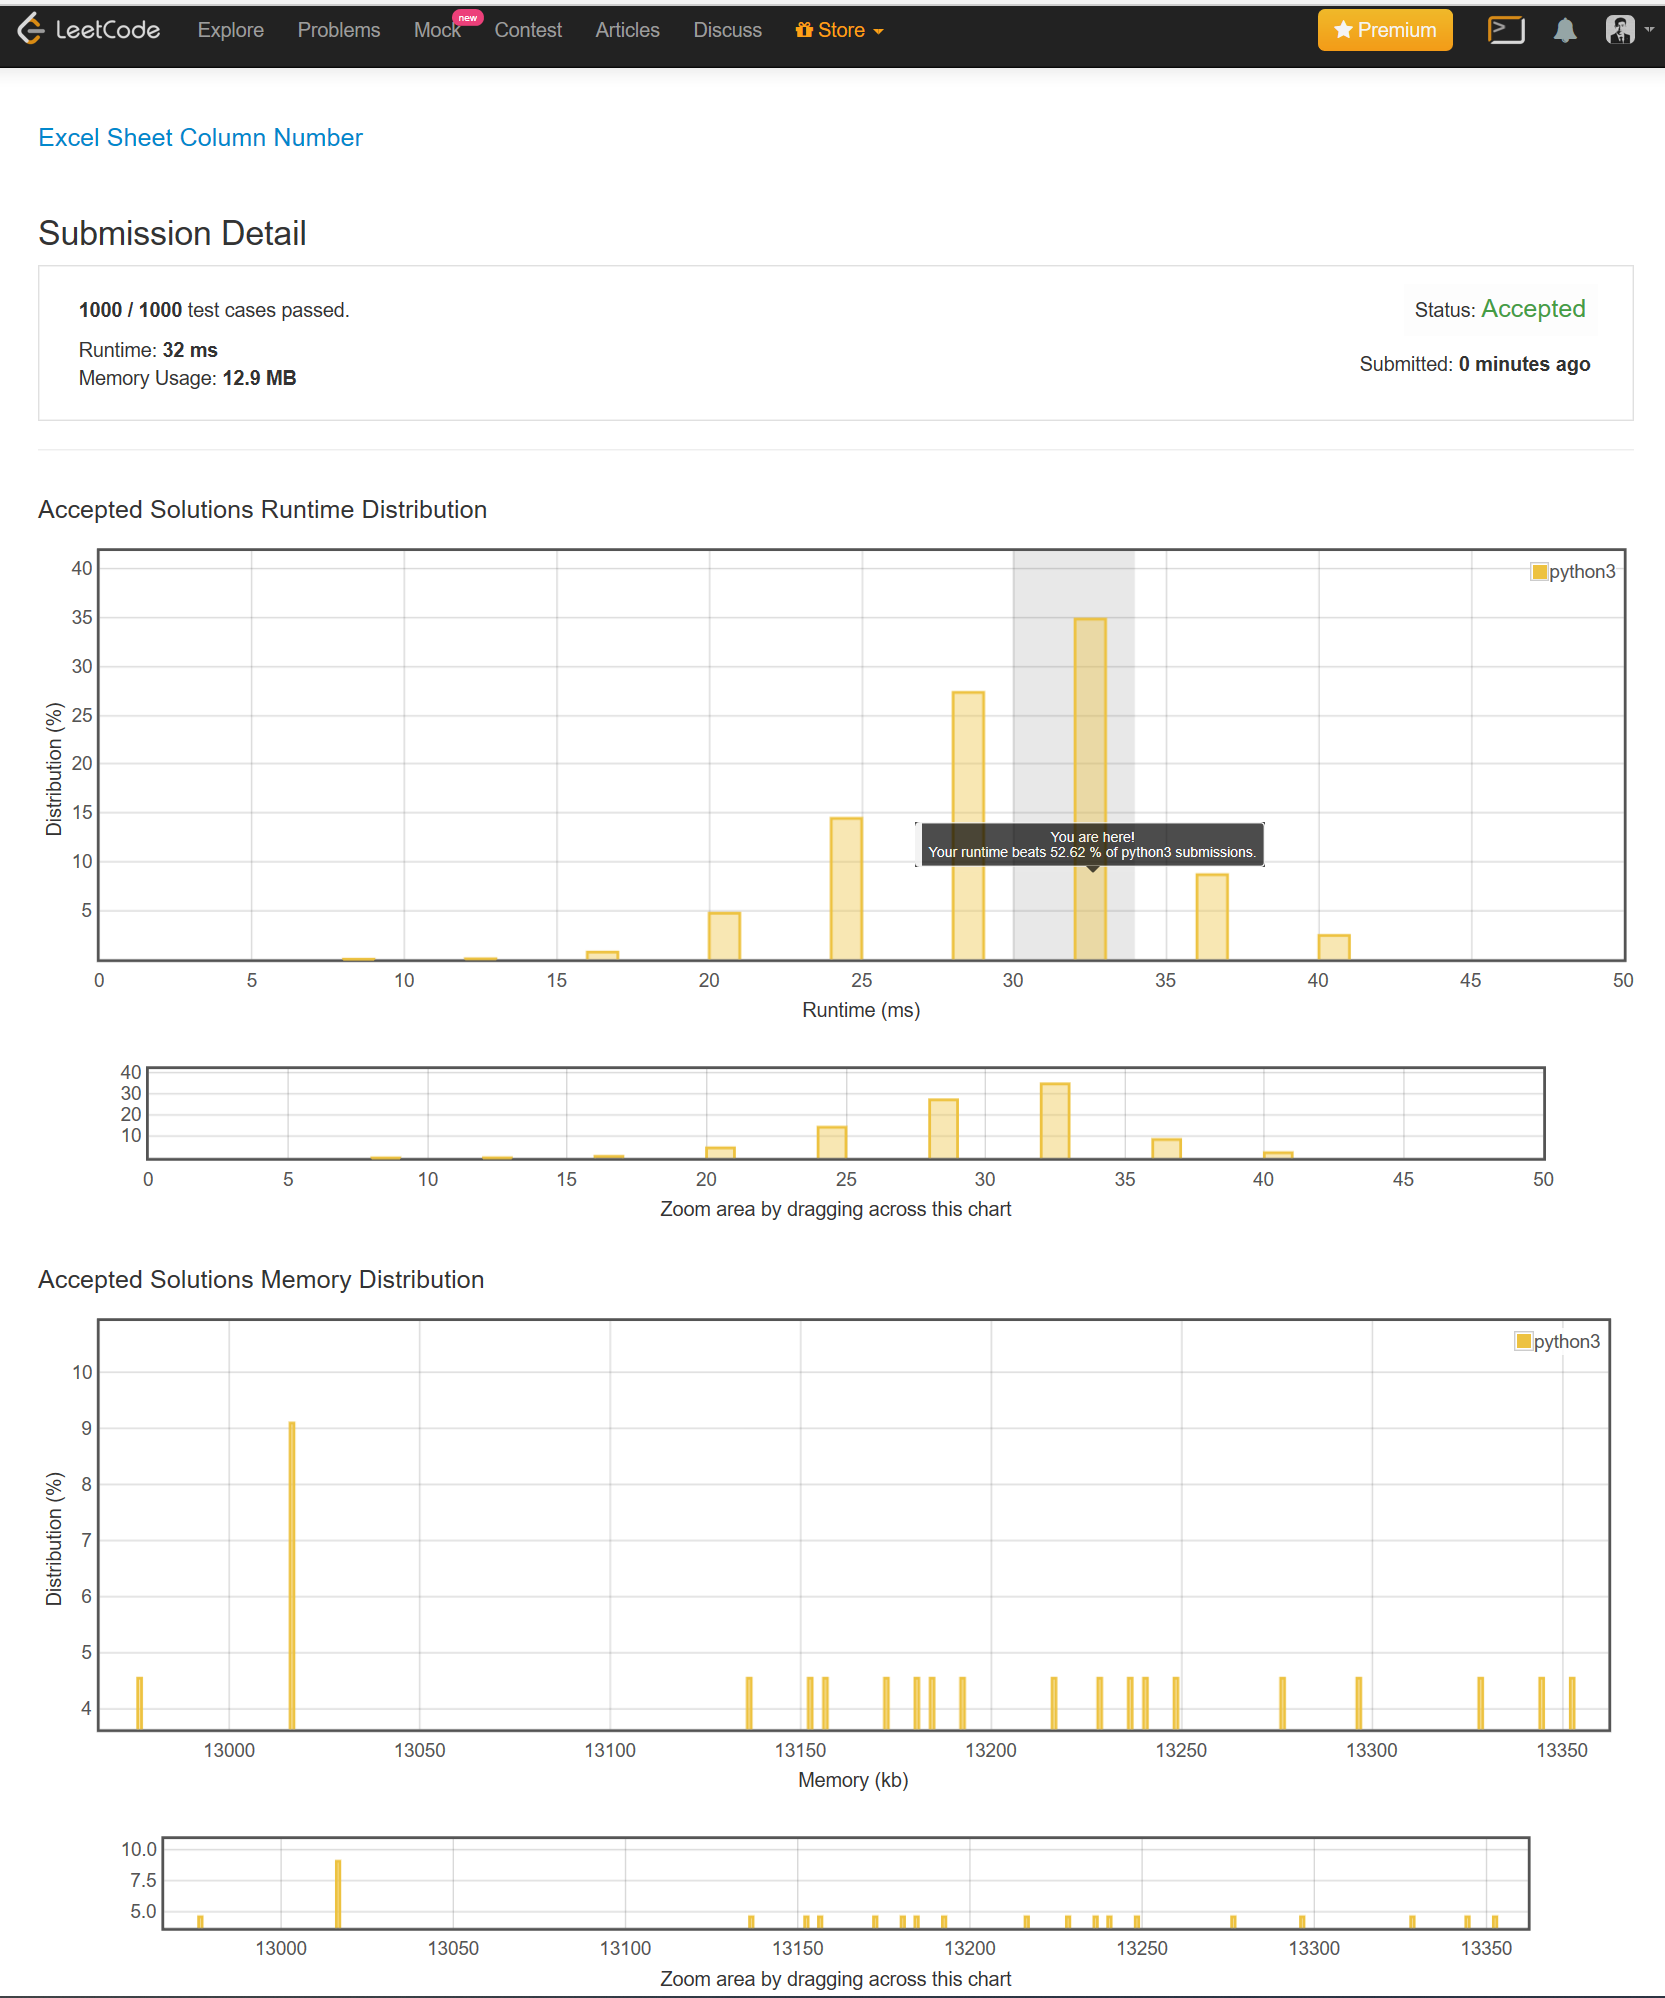 LeetCode Explore Problems Mock new Contest Articles Discuss Store Premium
Excel Sheet Column Number
Submission Detail
1000 / 1000 test cases passed.
Status: Accepted
Runtime: 32 ms
Submitted: 0 minutes ago
Memory Usage: 12.9 MB
Accepted Solutions Runtime Distribution
python3
40
35
30
25
20
15
10
5
Distribution (%)
You are here!
Your runtime beats 52.62 % of python3 submissions.
0 5 10 15 20 25 30 35 40 45 50
Runtime (ms)
40
30
20
10
0 5 10 15 20 25 30 35 40 45 50
Zoom area by dragging across this chart
Accepted Solutions Memory Distribution
python3
10
9
8
7
6
5
4
Distribution (%)
13000 13050 13100 13150 13200 13250 13300 13350
Memory (kb)
10.0
7.5
5.0
13000 13050 13100 13150 13200 13250 13300 13350
Zoom area by dragging across this chart